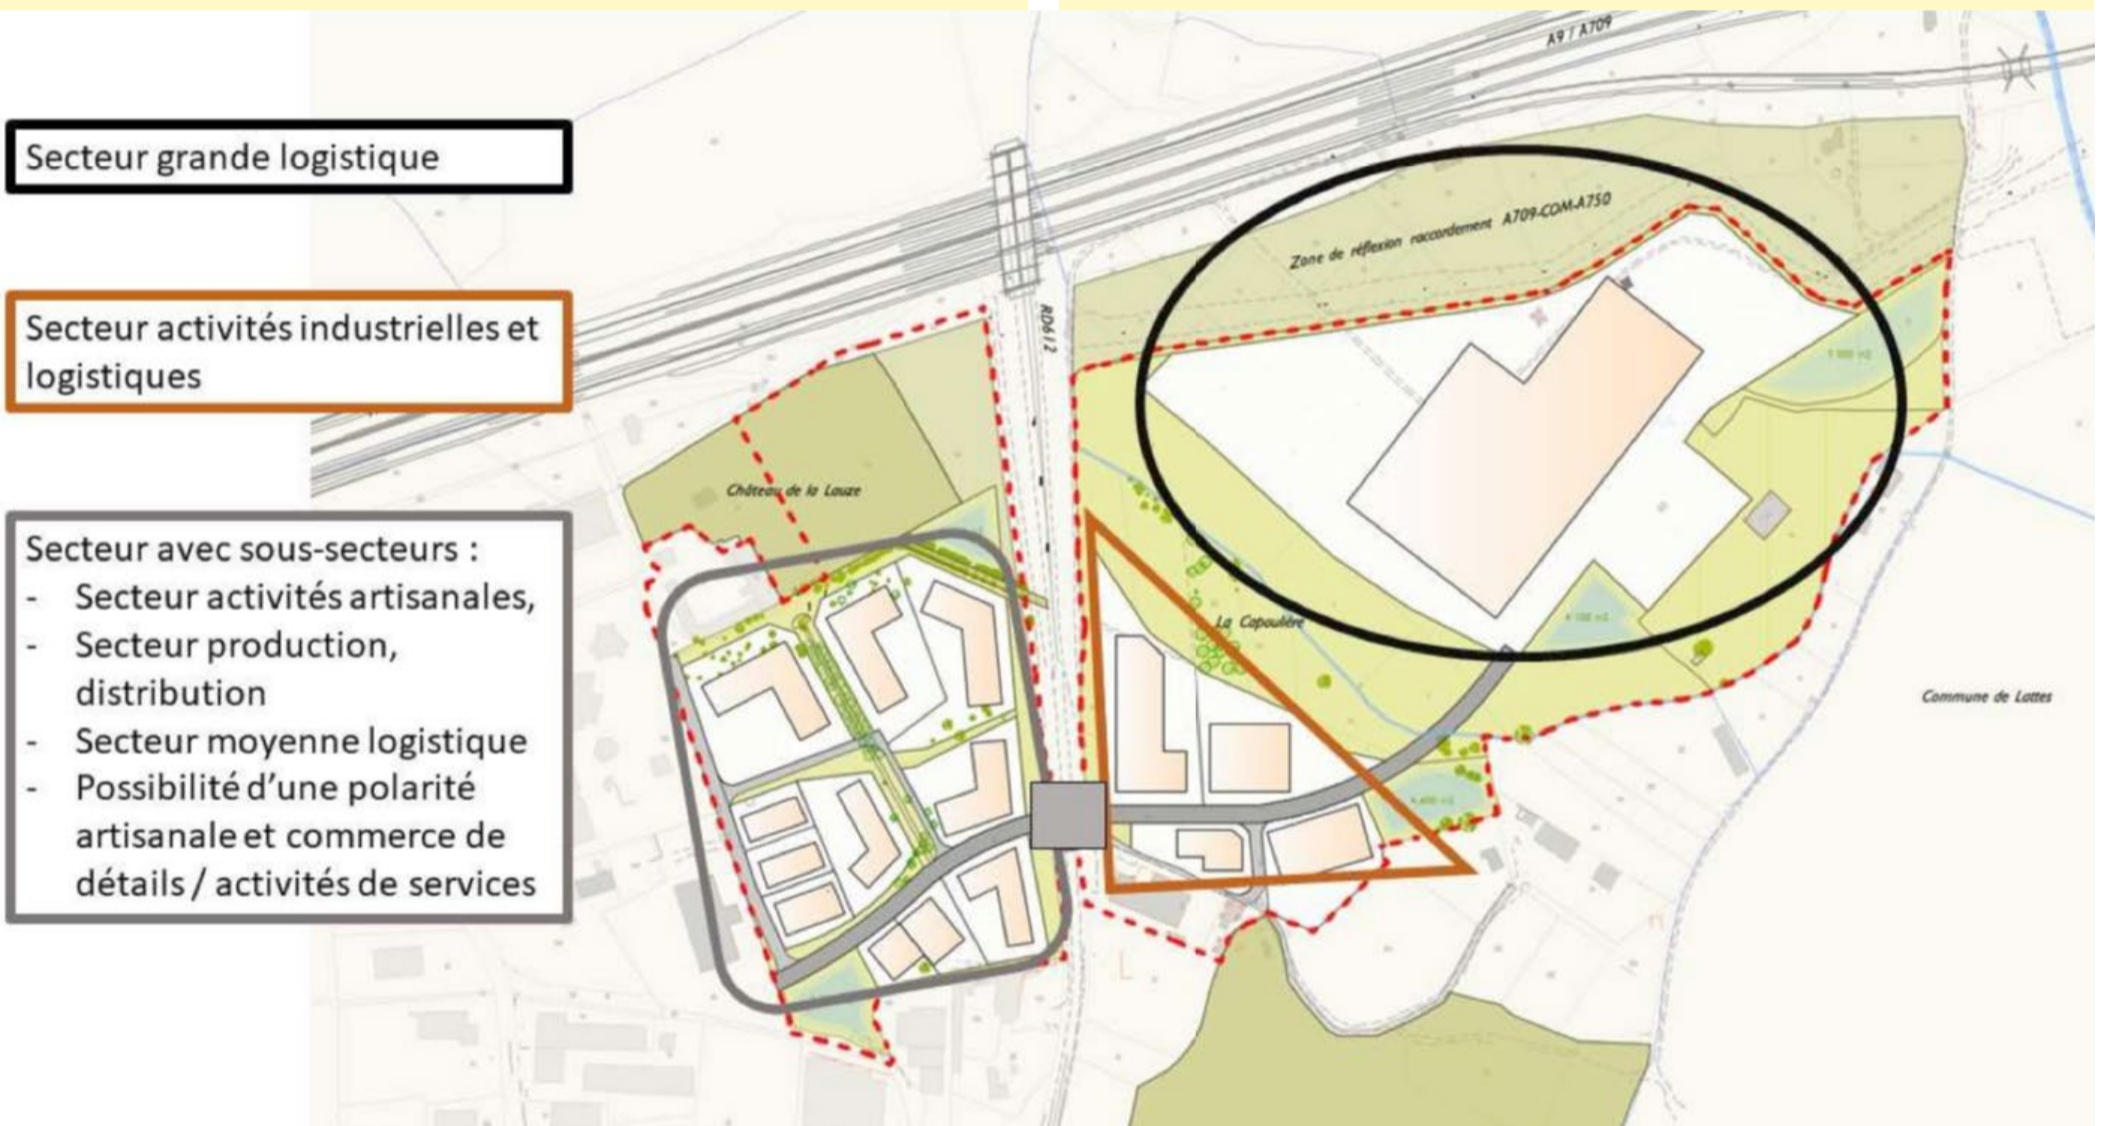 Secteur grande logistique
Secteur activités industrielles et
logistiques
Secteur avec sous-secteurs :
- Secteur activités artisanales,
- Secteur production,
distribution
- Secteur moyenne logistique
- Possibilité d'une polarité
artisanale et commerce de
détails / activités de services
A9 / A709
Zone de réflexion raccordement A709-COM-A750
RD612
Château de la Lauze
La Capoulière
Commune de Lattes